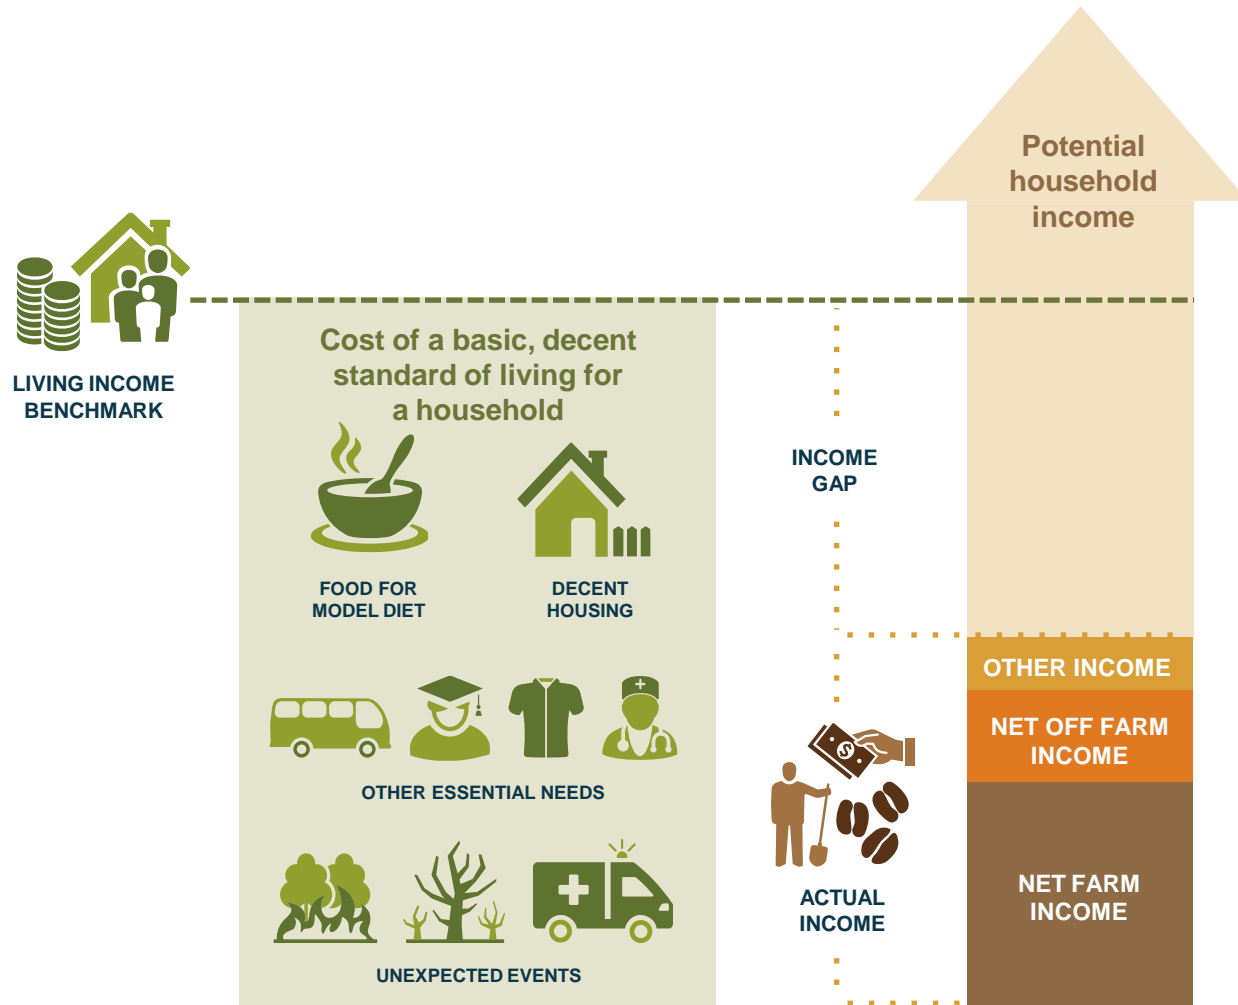 Potential
household
income
LIVING INCOME
BENCHMARK
Cost of a basic, decent
standard of living for
a household
FOOD FOR
MODEL DIET
DECENT
HOUSING
OTHER ESSENTIAL NEEDS
UNEXPECTED EVENTS
INCOME
GAP
$
ACTUAL
INCOME
OTHER INCOME
NET OFF FARM
INCOME
NET FARM
INCOME